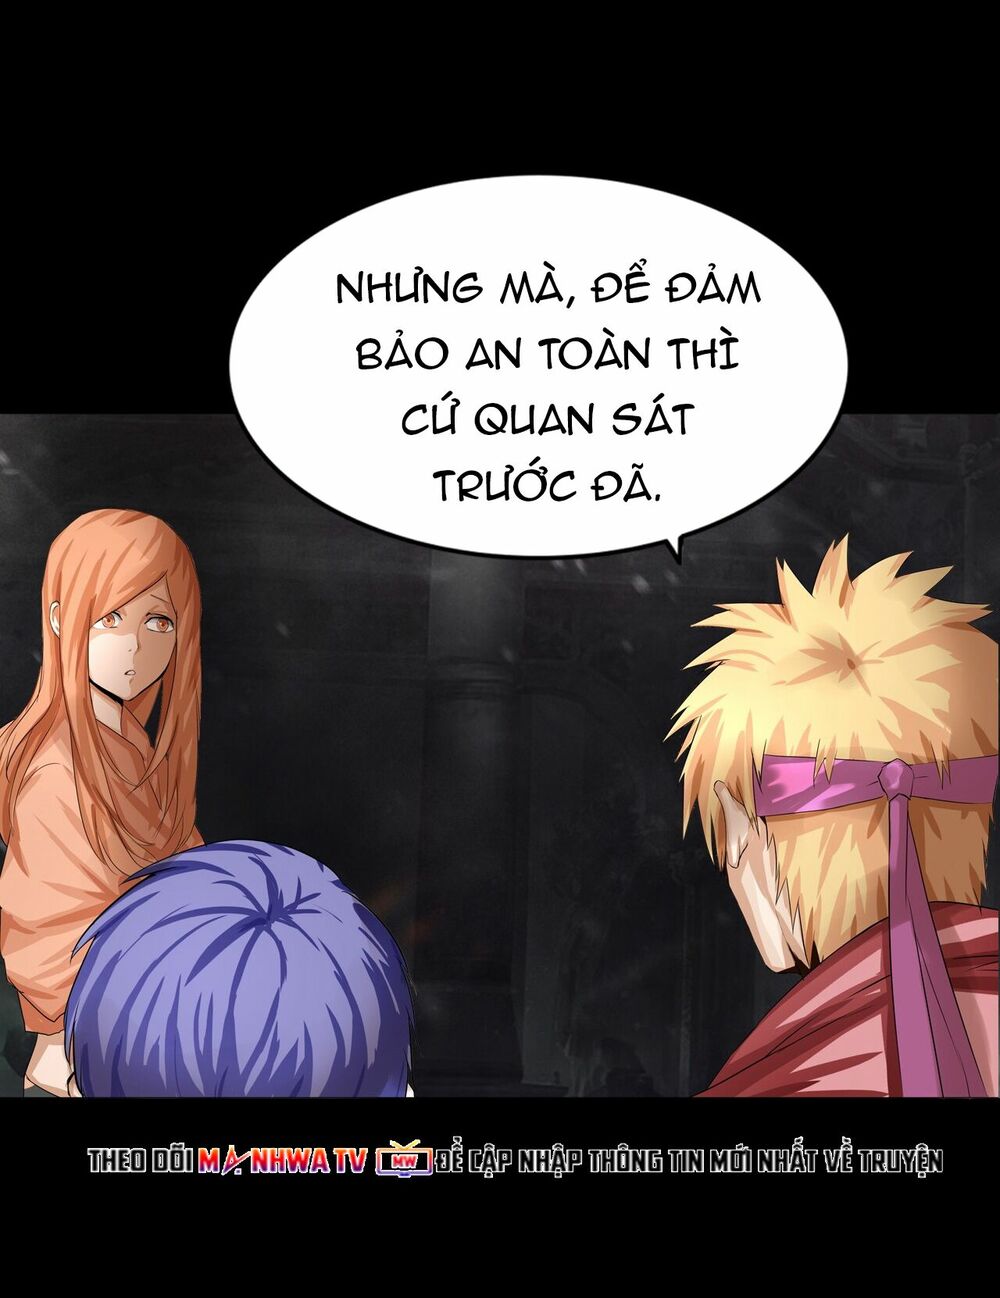 NHƯNG MÀ, ĐỂ ĐẢM
BẢO AN TOÀN THÌ
CỨ QUAN SÁT
TRƯỚC ĐÃ.
THEO DÕI MANHWA TV MW ĐỂ CẬP NHẬP THÔNG TIN MỚI NHẤT VỀ TRUYỆN